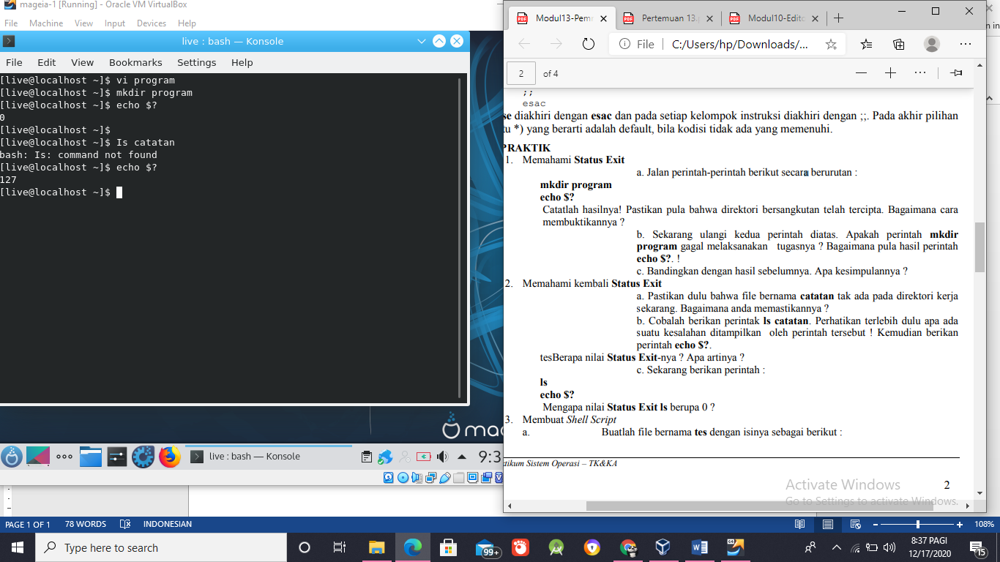 mageia-1 [Running] - Oracle VM VirtualBox
File Machine View Input Devices Help
live : bash — Konsole
File Edit View Bookmarks Settings Help
[live@localhost ~]$ vi program
[live@localhost ~]$ mkdir program
[live@localhost ~]$ echo $?
0
[live@localhost ~]$
[live@localhost ~]$ Is catatan
bash: Is: command not found
[live@localhost ~]$ echo $?
127
[live@localhost ~]$
live : bash — Konsole
9:3
Modul13-Pemr
Pertemuan 13.p
Modul10-Edito
File
C:/Users/hp/Downloads/...
2 of 4
;;
esac
se diakhiri dengan esac dan pada setiap kelompok instruksi diakhiri dengan ;;. Pada akhir pilihan
tu *) yang berarti adalah default, bila kodisi tidak ada yang memenuhi.
PRAKTIK
1. Memahami Status Exit
a. Jalan perintah-perintah berikut secara berurutan :
mkdir program
echo $?
Catatlah hasilnya! Pastikan pula bahwa direktori bersangkutan telah tercipta. Bagaimana cara
membuktikannya ?
b. Sekarang ulangi kedua perintah diatas. Apakah perintah mkdir
program gagal melaksanakan tugasnya ? Bagaimana pula hasil perintah
echo $?. !
c. Bandingkan dengan hasil sebelumnya. Apa kesimpulannya ?
2. Memahami kembali Status Exit
a. Pastikan dulu bahwa file bernama catatan tak ada pada direktori kerja
sekarang. Bagaimana anda memastikannya ?
b. Cobalah berikan perintak ls catatan. Perhatikan terlebih dulu apa ada
suatu kesalahan ditampilkan oleh perintah tersebut ! Kemudian berikan
perintah echo $?.
tesBerapa nilai Status Exit-nya ? Apa artinya ?
c. Sekarang berikan perintah :
ls
echo $?
Mengapa nilai Status Exit ls berupa 0 ?
3. Membuat Shell Script
a. Buatlah file bernama tes dengan isinya sebagai berikut :
tikum Sistem Operasi – TK&KA
2
Activate Windows
Go to Settings to activate Windows.
n in
PAGE 1 OF 1 78 WORDS INDONESIAN
108%
Type here to search
99+
8:37 PAGI
12/17/2020
15